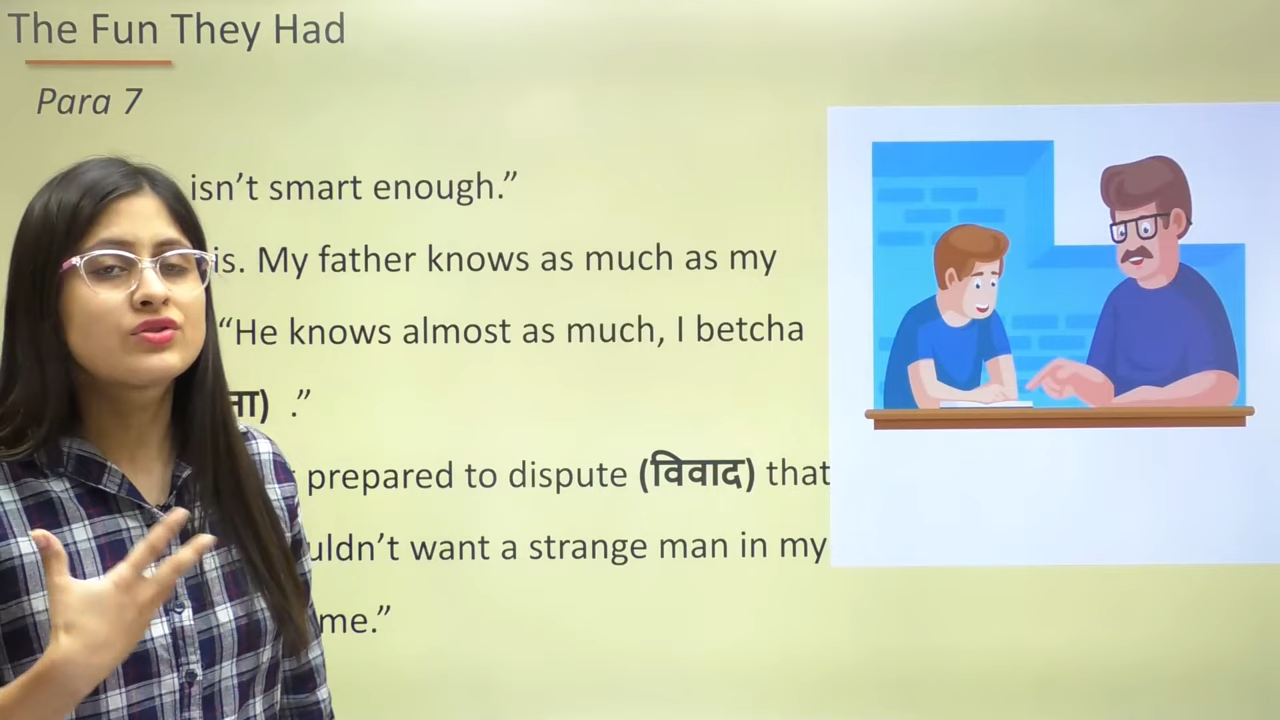 The Fun They Had
Para 7
isn’t smart enough.”
is. My father knows as much as my
“He knows almost as much, I betcha
ना) .”
prepared to dispute (विवाद) that
uldn’t want a strange man in my
me.”